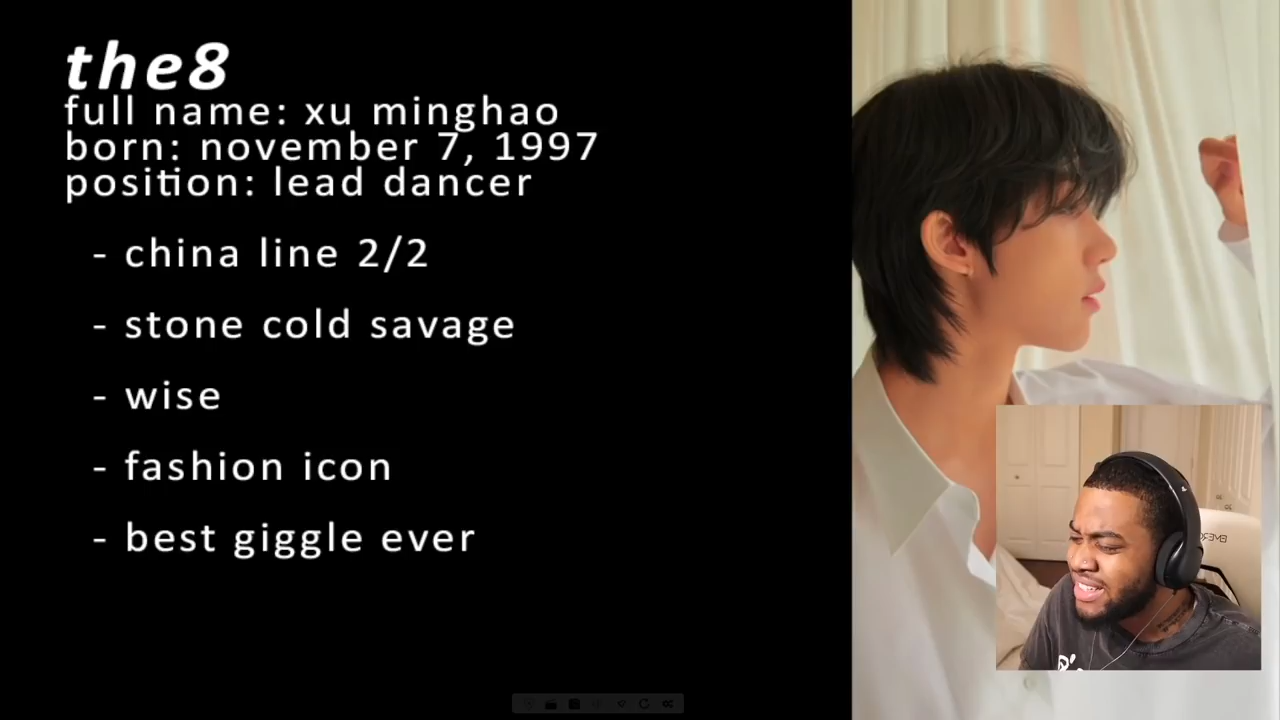 the8
full name: xu minghao
born: november 7, 1997
position: lead dancer
- china line 2/2
- stone cold savage
- wise
- fashion icon
- best giggle ever